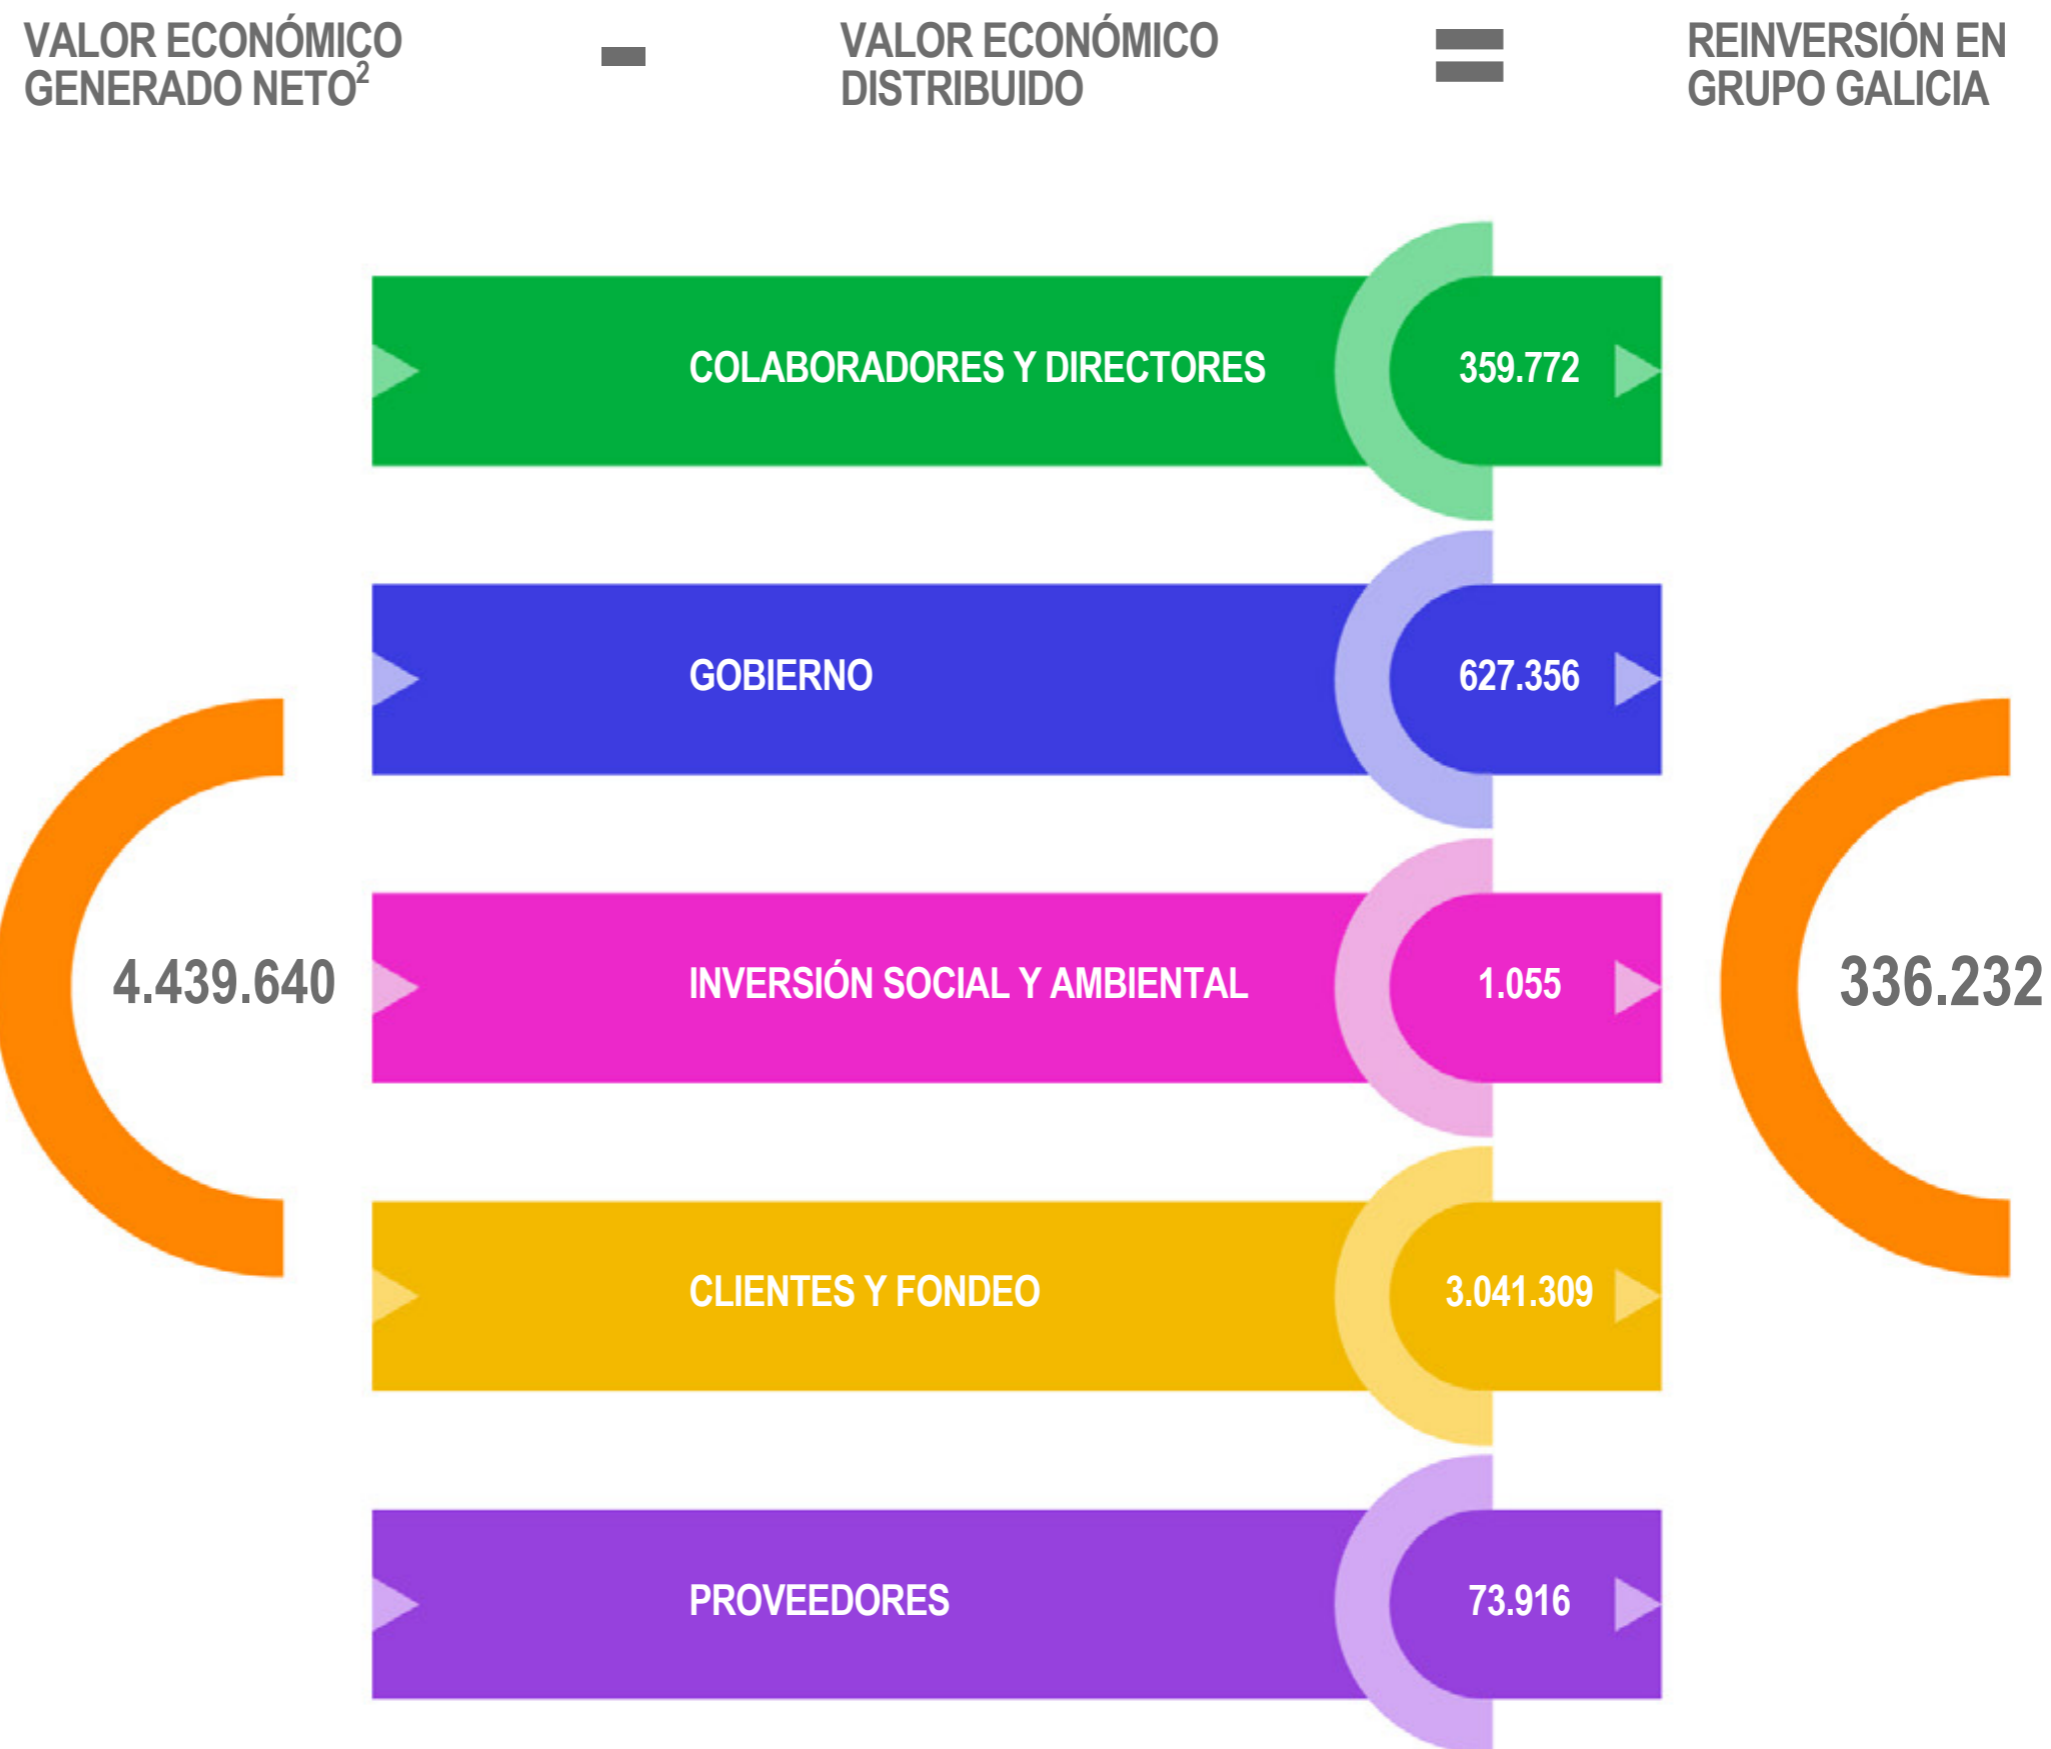 VALOR ECONÓMICO
GENERADO NETO²
-
VALOR ECONÓMICO
DISTRIBUIDO
=
REINVERSIÓN EN
GRUPO GALICIA
COLABORADORES Y DIRECTORES 359.772
GOBIERNO 627.356
4.439.640
INVERSIÓN SOCIAL Y AMBIENTAL 1.055
336.232
CLIENTES Y FONDEO 3.041.309
PROVEEDORES 73.916